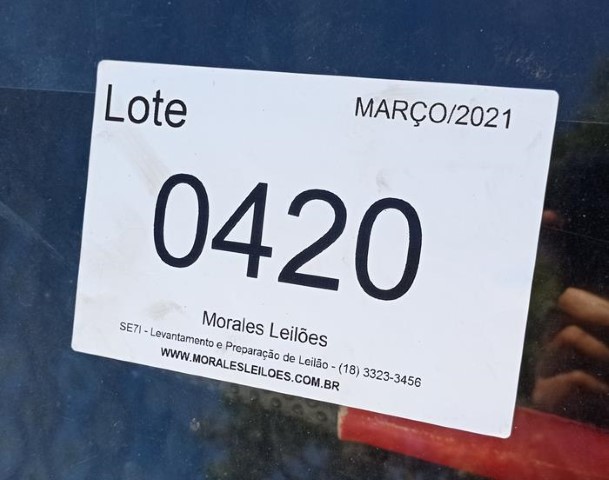 Lote
MARÇO/2021
0420
Morales Leilões
SE7I - Levantamento e Preparação de Leilão - (18) 3323-3456
WWW.MORALESLEILOES.COM.BR